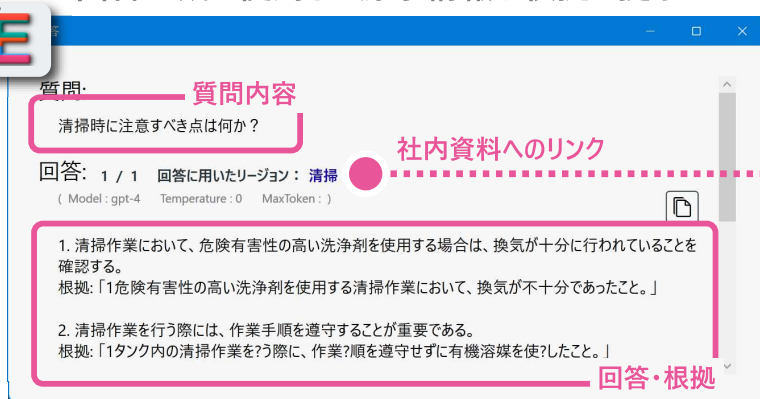 答
質問:
質問内容
清掃時に注意すべき点は何か？
社内資料へのリンク
回答: 1 / 1 回答に用いたリージョン： 清掃
( Model : gpt-4 Temperature : 0 MaxToken : )
1. 清掃作業において、危険有害性の高い洗浄剤を使用する場合は、換気が十分に行われていることを
確認する。
根拠:「1危険有害性の高い洗浄剤を使用する清掃作業において、換気が不十分であったこと。」
2. 清掃作業を行う際には、作業手順を遵守することが重要である。
根拠:「1タンク内の清掃作業を?う際に、作業?順を遵守せずに有機溶媒を使?したこと。」
回答・根拠